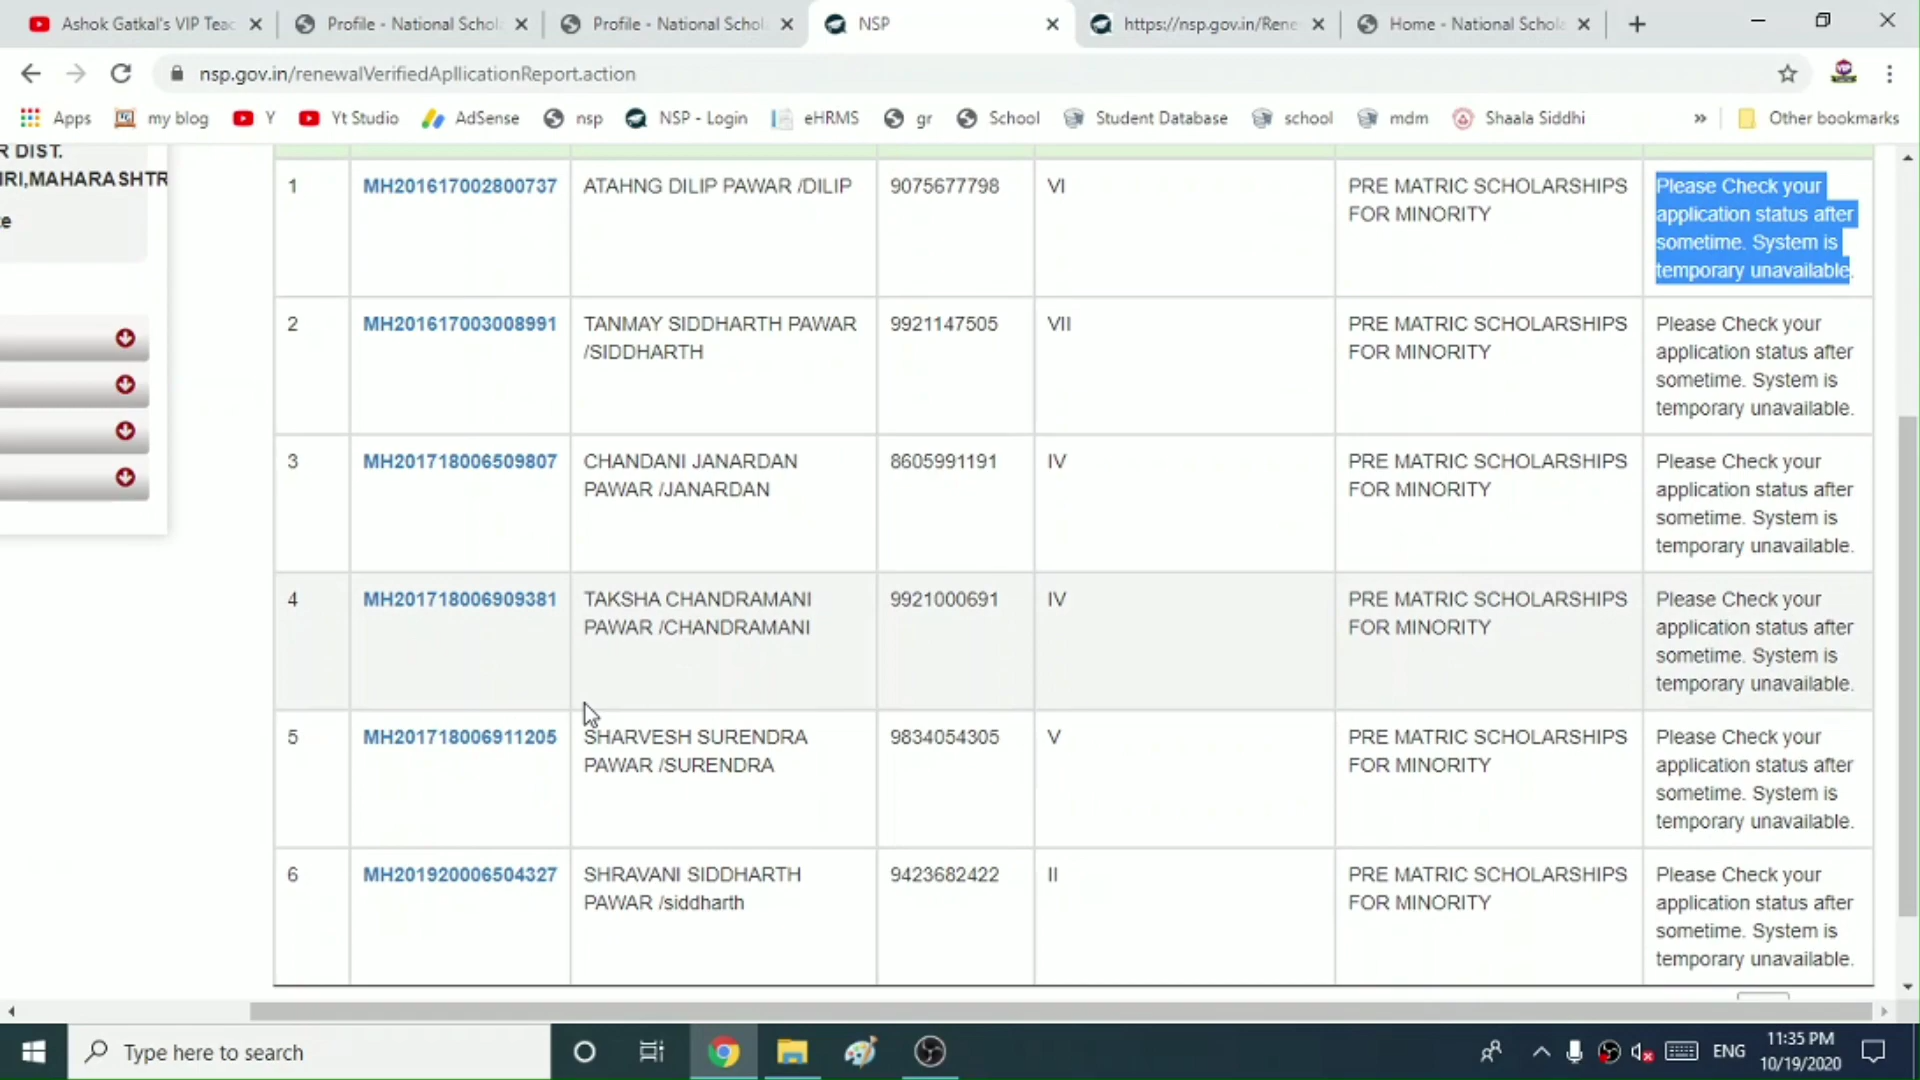 Ashok Gatkal's VIP Teac
Profile - National Schol
Profile - National Schol
NSP
https://nsp.gov.in/Rene
Home - National Schol
nsp.gov.in/renewalVerifiedApllicationReport.action
Apps
my blog
Y
Yt Studio
AdSense
nsp
NSP - Login
eHRMS
gr
School
Student Database
school
mdm
Shaala Siddhi
»
Other bookmarks
R DIST.
IRI,MAHARASHTR
e
1
MH201617002800737
ATAHNG DILIP PAWAR /DILIP
9075677798
VI
PRE MATRIC SCHOLARSHIPS
FOR MINORITY
Please Check your
application status after
sometime. System is
temporary unavailable.
2
MH201617003008991
TANMAY SIDDHARTH PAWAR
/SIDDHARTH
9921147505
VII
PRE MATRIC SCHOLARSHIPS
FOR MINORITY
Please Check your
application status after
sometime. System is
temporary unavailable.
3
MH201718006509807
CHANDANI JANARDAN
PAWAR /JANARDAN
8605991191
IV
PRE MATRIC SCHOLARSHIPS
FOR MINORITY
Please Check your
application status after
sometime. System is
temporary unavailable.
4
MH201718006909381
TAKSHA CHANDRAMANI
PAWAR /CHANDRAMANI
9921000691
IV
PRE MATRIC SCHOLARSHIPS
FOR MINORITY
Please Check your
application status after
sometime. System is
temporary unavailable.
5
MH201718006911205
SHARVESH SURENDRA
PAWAR /SURENDRA
9834054305
V
PRE MATRIC SCHOLARSHIPS
FOR MINORITY
Please Check your
application status after
sometime. System is
temporary unavailable.
6
MH201920006504327
SHRAVANI SIDDHARTH
PAWAR /siddharth
9423682422
II
PRE MATRIC SCHOLARSHIPS
FOR MINORITY
Please Check your
application status after
sometime. System is
temporary unavailable.
Type here to search
ENG
11:35 PM
10/19/2020